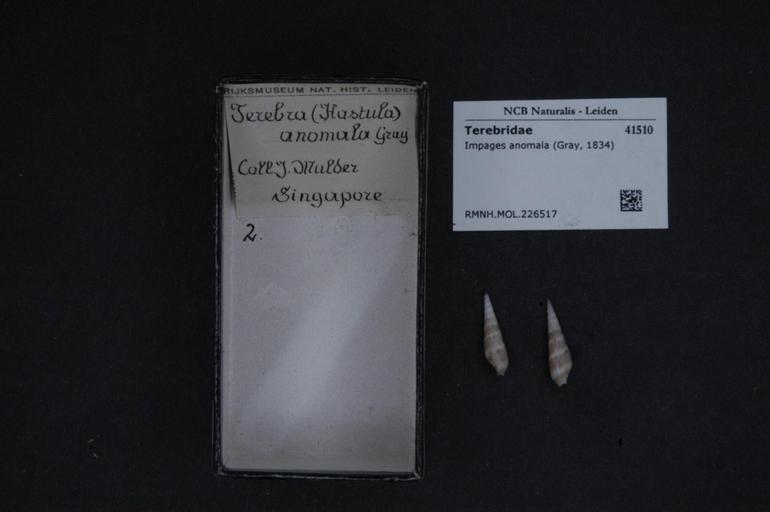 RIJKSMUSEUM NAT. HIST. LEIDEN
Terebra (Hastula)
anomala Gray
Coll. J. Mulder
Singapore
2.
NCB Naturalis - Leiden
Terebridae 41510
Impages anomala (Gray, 1834)
RMNH.MOL.226517